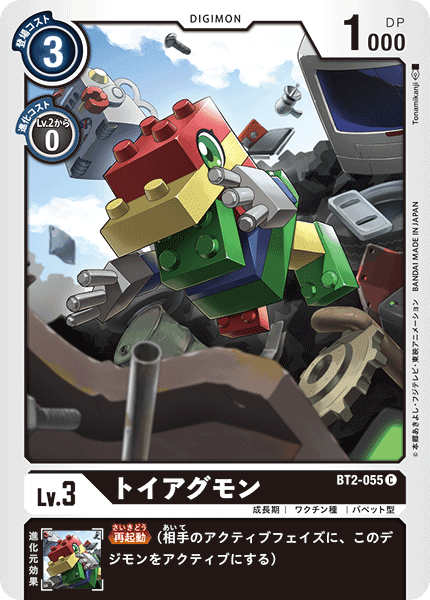 DIGIMON
登場コスト
3
DP
1000
進化コスト
Lv.2から
0
Tonamikanji
© 本郷あきよし・フジテレビ・東映アニメーション BANDAI MADE IN JAPAN
BT2-055 C
Lv.3
トイアグモン
成長期 | ワクチン種 | パペット型
進化元効果
さいきどう
あいて
再起動 (相手のアクティブフェイズに、このデ
ジモンをアクティブにする)